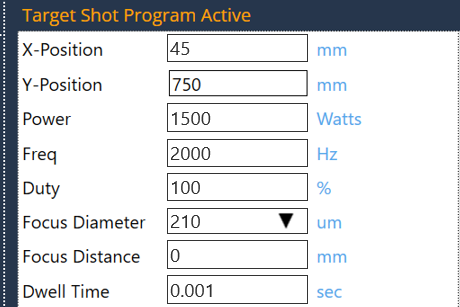 Target Shot Program Active
X-Position 45 mm
Y-Position 750 mm
Power 1500 Watts
Freq 2000 Hz
Duty 100 %
Focus Diameter 210 um
Focus Distance 0 mm
Dwell Time 0.001 sec